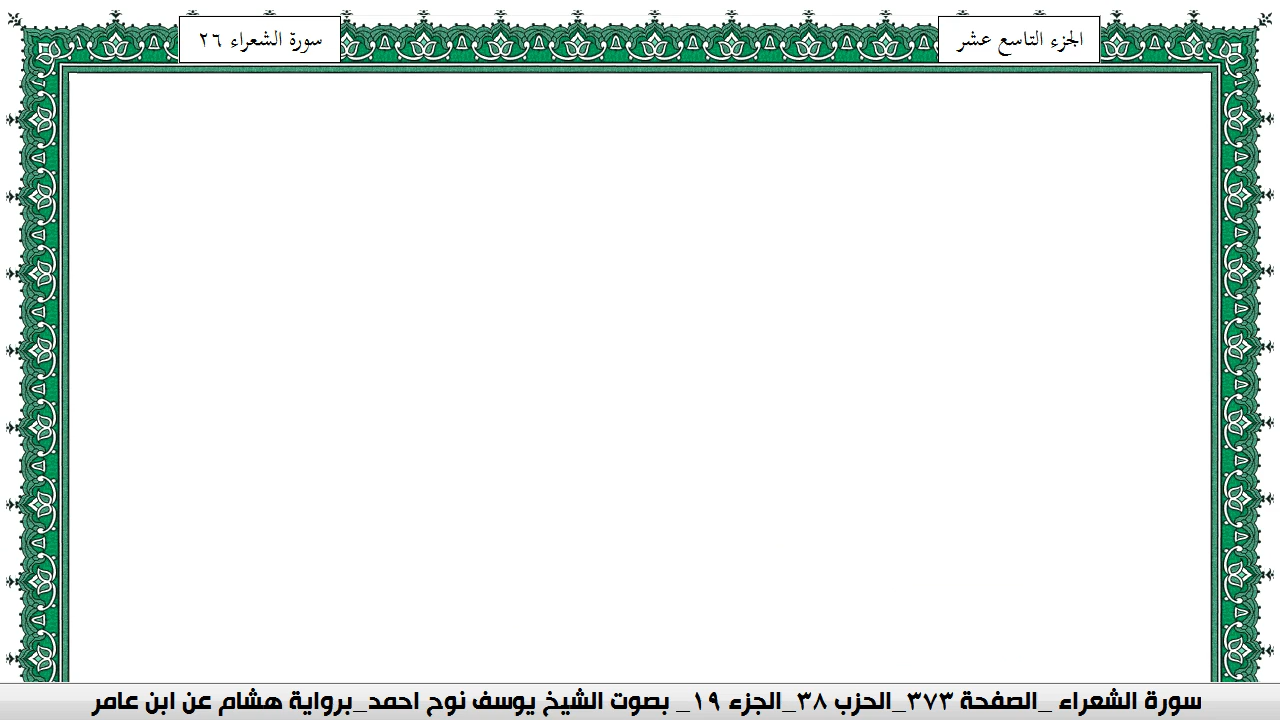 الجزء التاسع عشر
سورة الشعراء ٢٦
سورة الشعراء _الصفحة ٣٧٣_الحزب ٣٨_الجزء ١٩_ بصوت الشيخ يوسف نوح احمد_برواية هشام عن ابن عامر